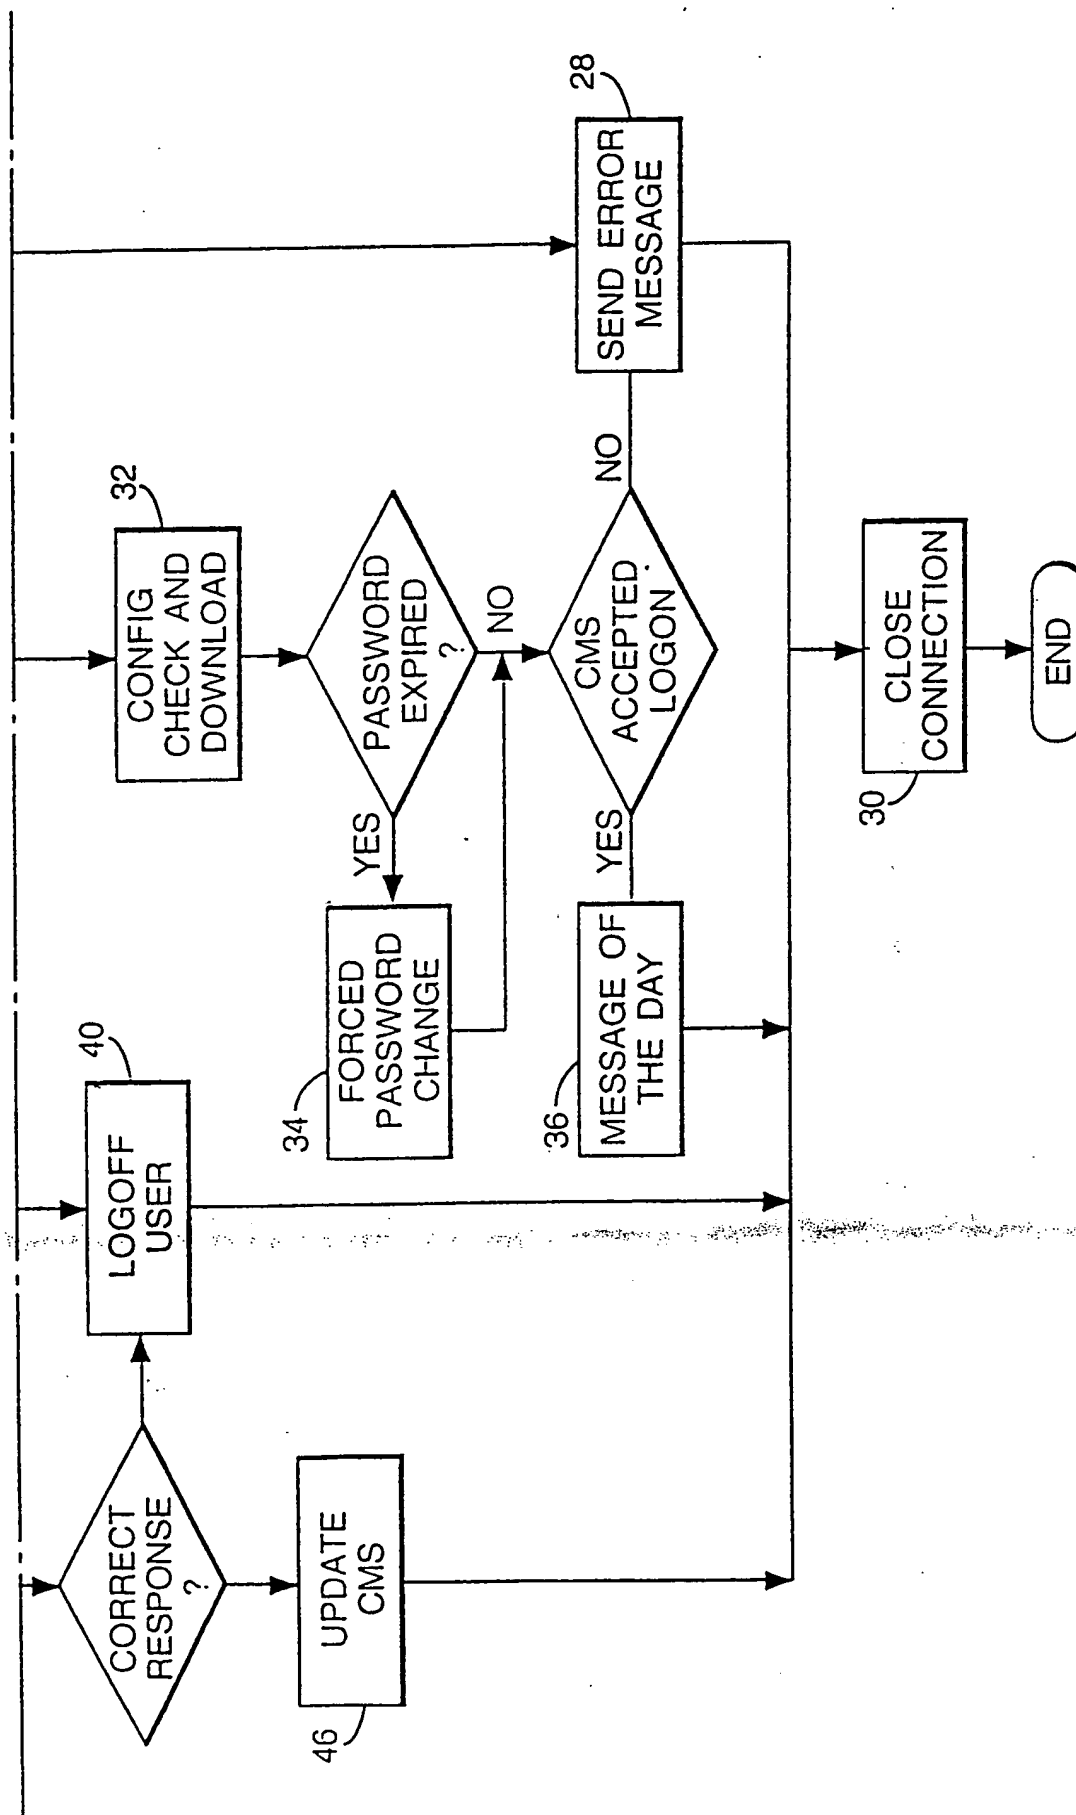 CORRECT
RESPONSE
?
46
UPDATE
CMS
40
LOGOFF
USER
32
CONFIG
CHECK AND
DOWNLOAD
PASSWORD
EXPIRED
?
YES
NO
34
FORCED
PASSWORD
CHANGE
CMS
ACCEPTED
LOGON
YES
NO
36
MESSAGE OF
THE DAY
28
SEND ERROR
MESSAGE
30
CLOSE
CONNECTION
END